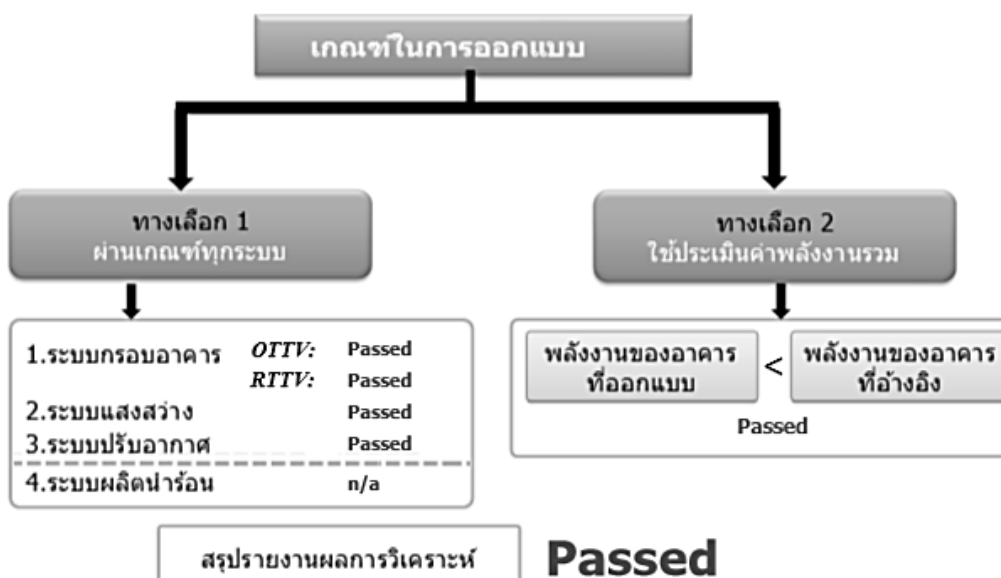 เกณฑ์ในการออกแบบ
ทางเลือก 1
ผ่านเกณฑ์ทุกระบบ
1.ระบบกรอบอาคาร OTTV: Passed
RTTV: Passed
2.ระบบแสงสว่าง Passed
3.ระบบปรับอากาศ Passed
4.ระบบผลิตน้ำร้อน n/a
ทางเลือก 2
ใช้ประเมินค่าพลังงานรวม
พลังงานของอาคาร < พลังงานของอาคาร
ที่ออกแบบ ที่อ้างอิง
Passed
สรุปรายงานผลการวิเคราะห์ Passed